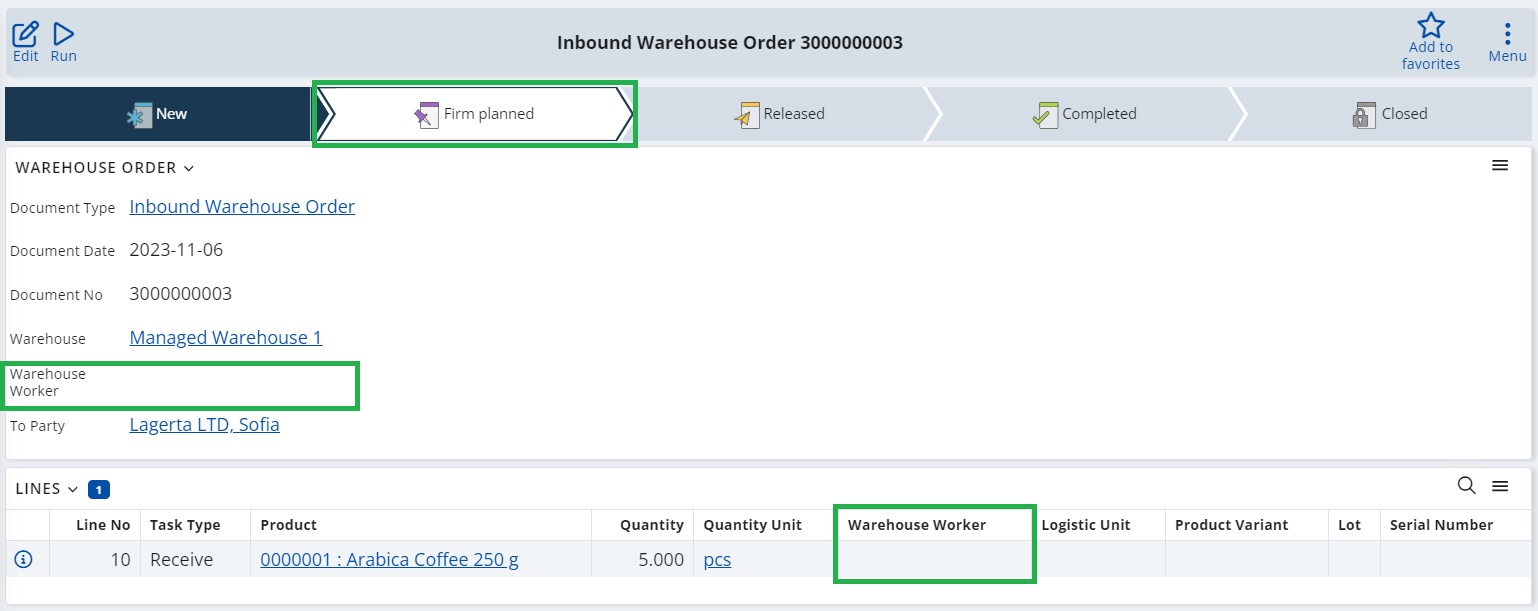 Edit
Run
Inbound Warehouse Order 3000000003
Add to
favorites
Menu
New
Firm planned
Released
Completed
Closed
WAREHOUSE ORDER
Document Type Inbound Warehouse Order
Document Date 2023-11-06
Document No 3000000003
Warehouse Managed Warehouse 1
Warehouse
Worker
To Party Lagerta LTD, Sofia
LINES 1
Line No Task Type Product Quantity Quantity Unit Warehouse Worker Logistic Unit Product Variant Lot Serial Number
10 Receive 0000001 : Arabica Coffee 250 g 5.000 pcs